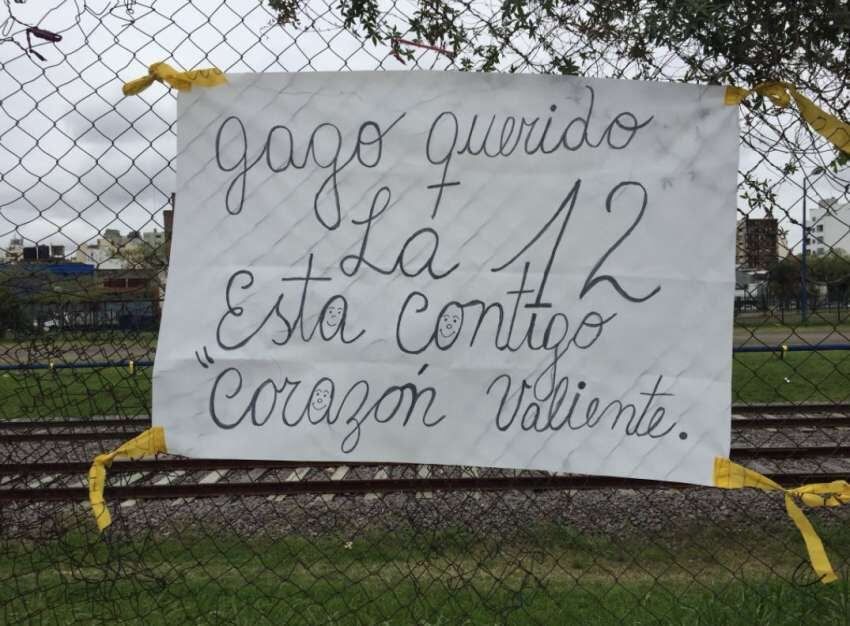 gago querido
La 12
Esta contigo
"Corazón Valiente.